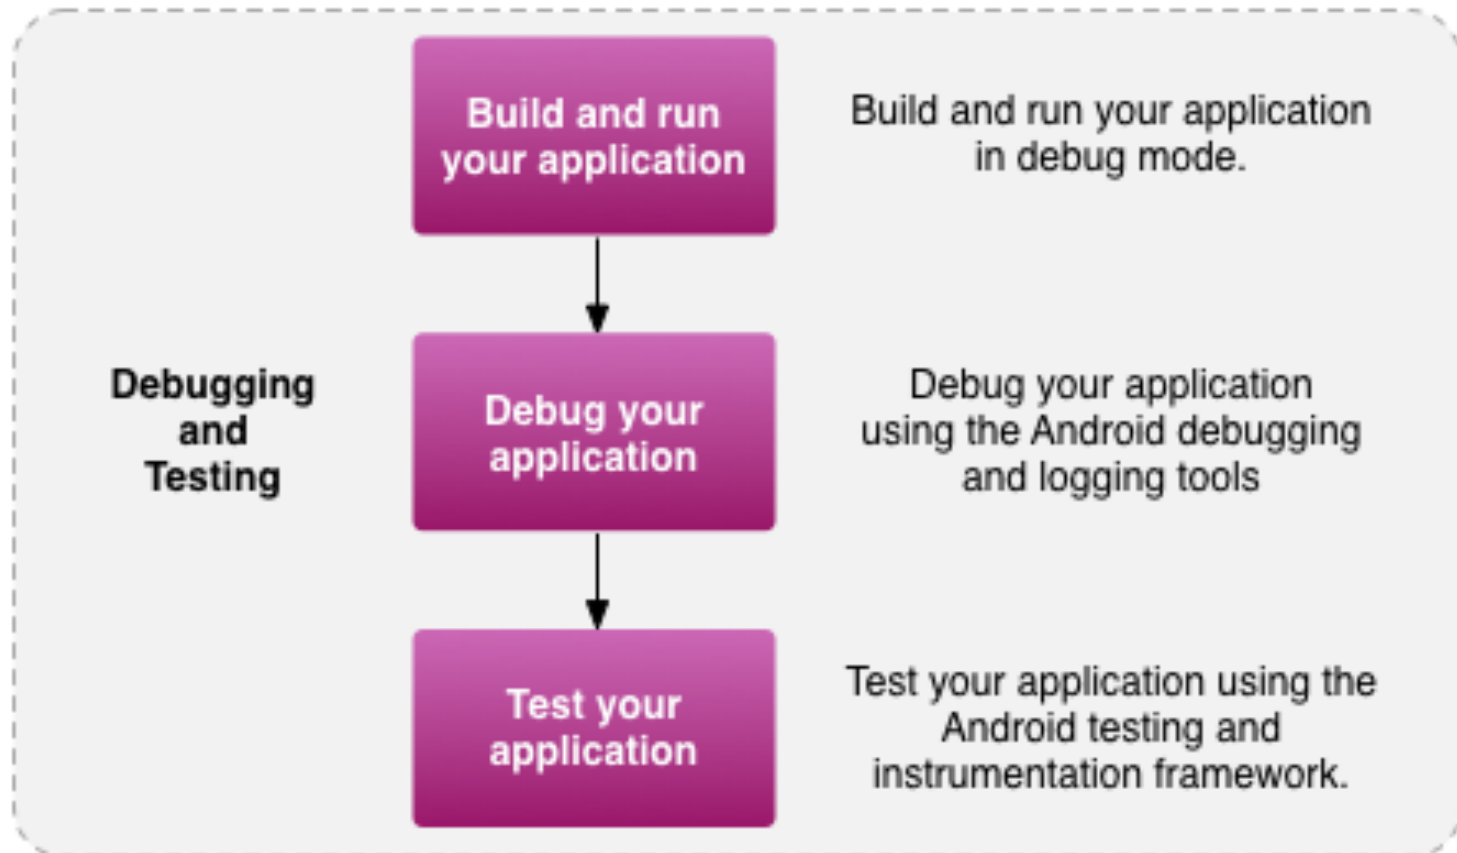 Build and run
your application
Build and run your application
in debug mode.
Debugging
and
Testing
Debug your
application
Debug your application
using the Android debugging
and logging tools
Test your
application
Test your application using the
Android testing and
instrumentation framework.